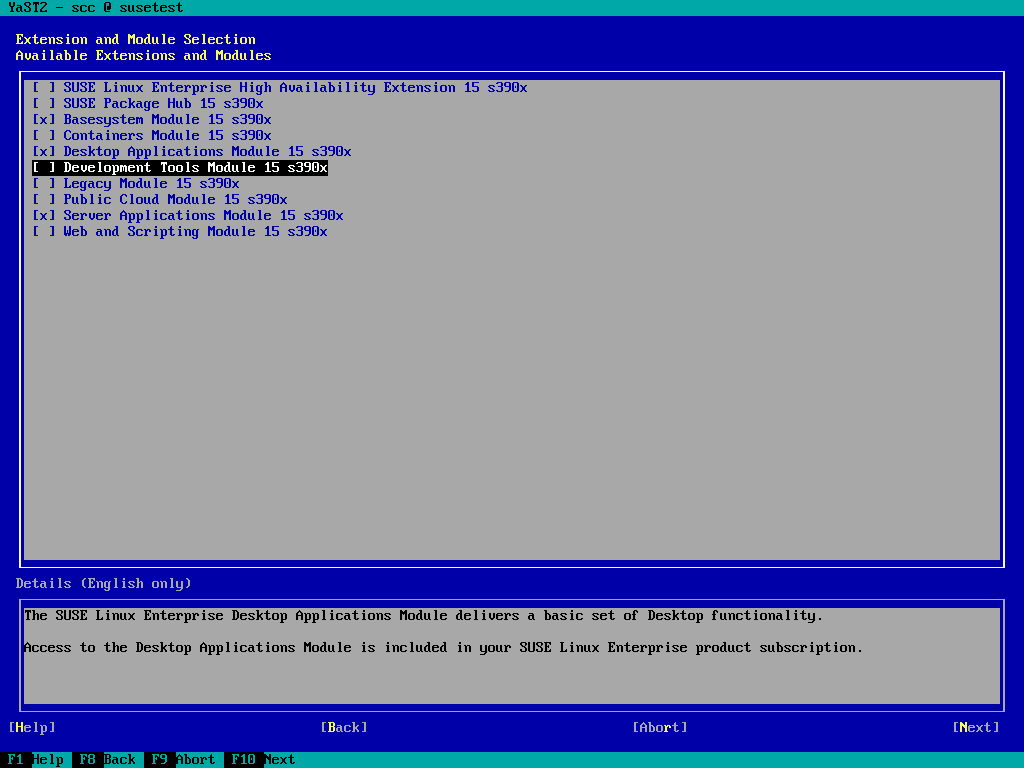 YaST2 - scc @ susetest
Extension and Module Selection
Available Extensions and Modules
[ ] SUSE Linux Enterprise High Availability Extension 15 s390x
[ ] SUSE Package Hub 15 s390x
[x] Basesystem Module 15 s390x
[ ] Containers Module 15 s390x
[x] Desktop Applications Module 15 s390x
[ ] Development Tools Module 15 s390x
[ ] Legacy Module 15 s390x
[ ] Public Cloud Module 15 s390x
[x] Server Applications Module 15 s390x
[ ] Web and Scripting Module 15 s390x
Details (English only)
The SUSE Linux Enterprise Desktop Applications Module delivers a basic set of Desktop functionality.
Access to the Desktop Applications Module is included in your SUSE Linux Enterprise product subscription.
[Help] [Back] [Abort] [Next]
F1 Help F8 Back F9 Abort F10 Next